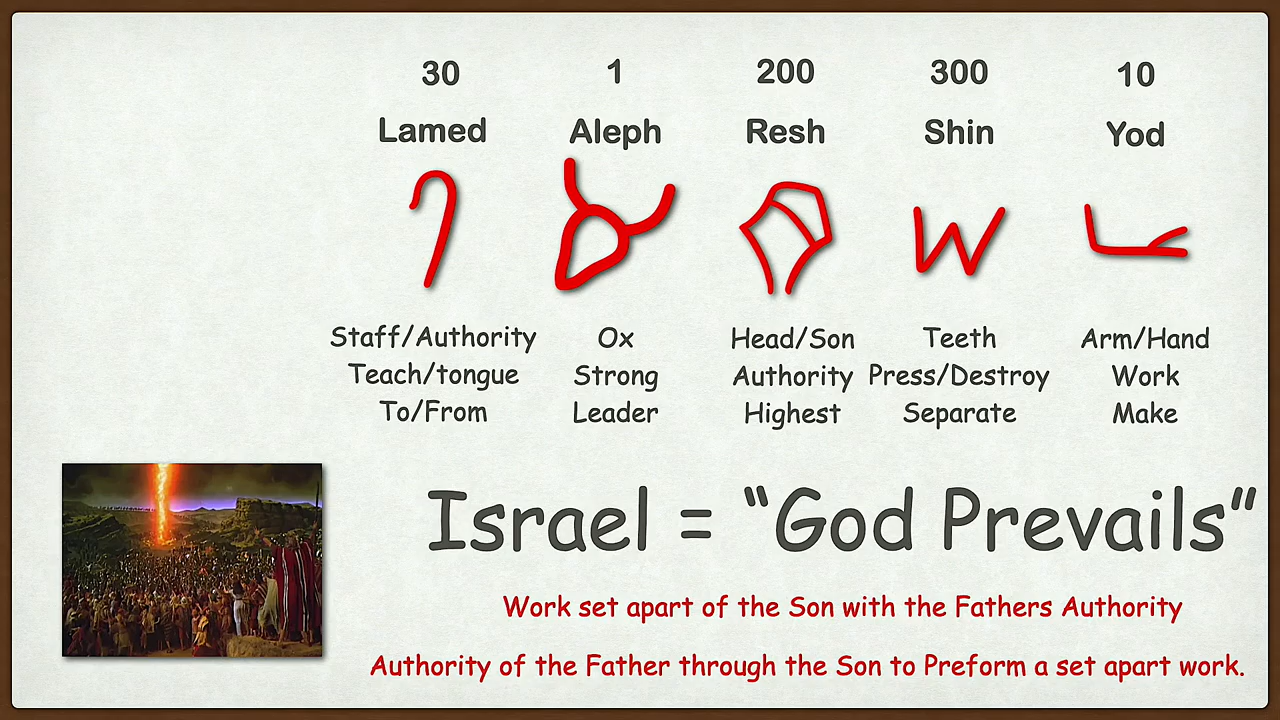 30 1 200 300 10
Lamed Aleph Resh Shin Yod
Staff/Authority Ox Head/Son Teeth Arm/Hand
Teach/tongue Strong Authority Press/Destroy Work
To/From Leader Highest Separate Make
Israel = “God Prevails”
Work set apart of the Son with the Fathers Authority
Authority of the Father through the Son to Preform a set apart work.